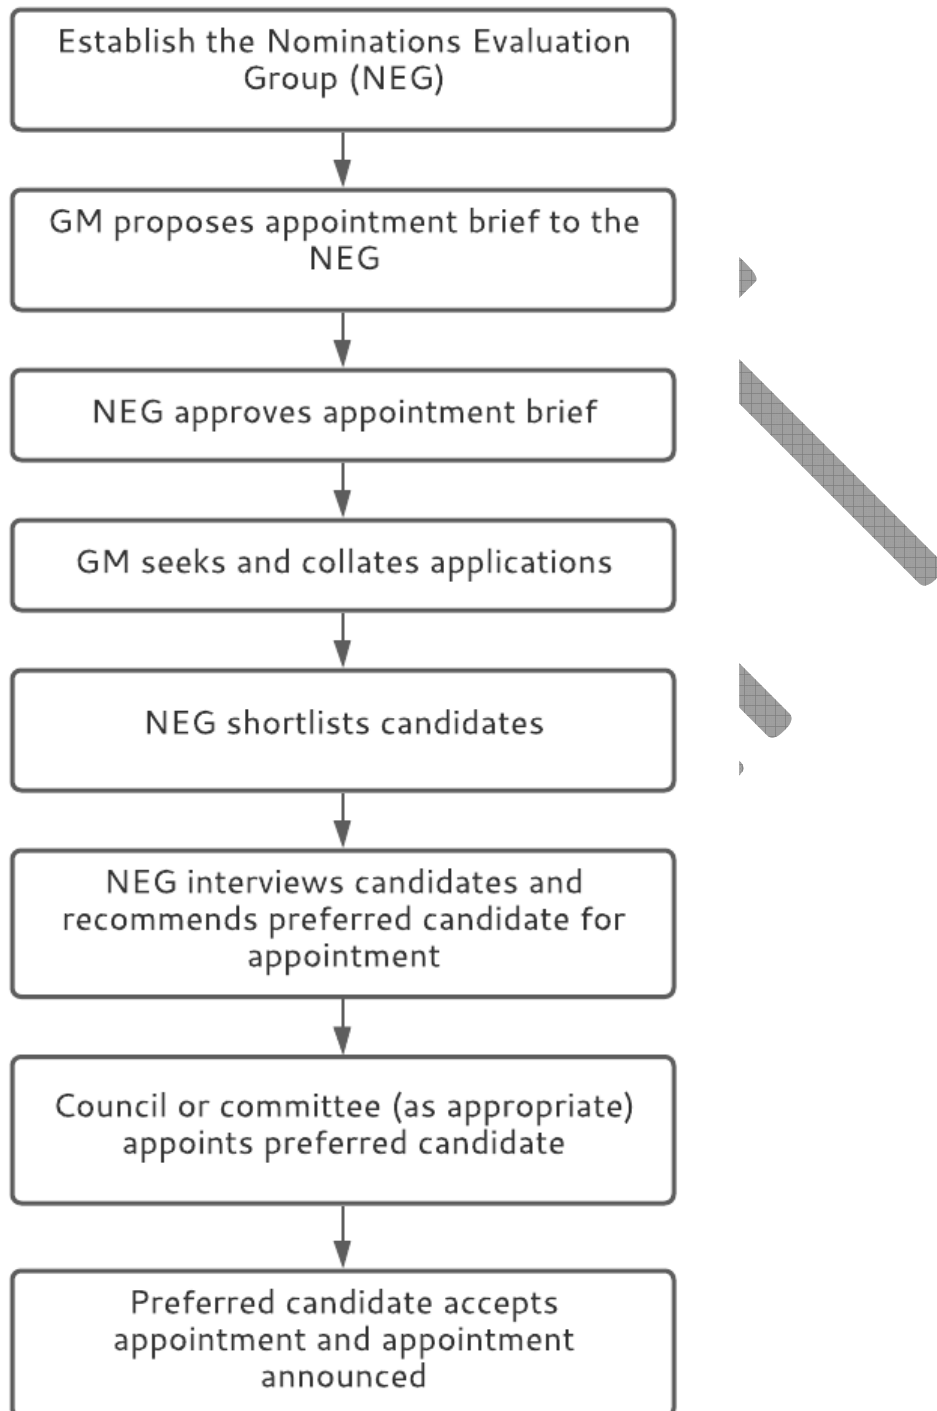 Establish the Nominations Evaluation
Group (NEG)
GM proposes appointment brief to the
NEG
NEG approves appointment brief
GM seeks and collates applications
NEG shortlists candidates
NEG interviews candidates and
recommends preferred candidate for
appointment
Council or committee (as appropriate)
appoints preferred candidate
Preferred candidate accepts
appointment and appointment
announced